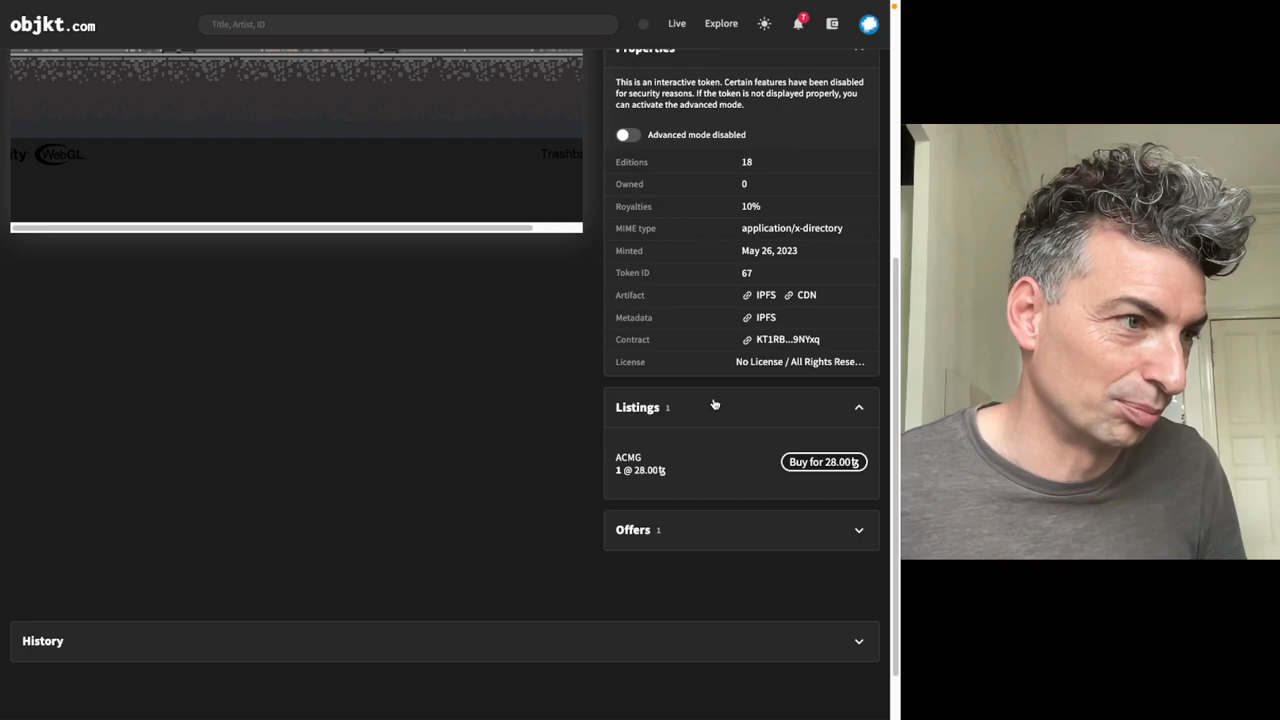 objkt.com
Title, Artist, ID
Live
Explore
7
Properties
This is an interactive token. Certain features have been disabled
for security reasons. If the token is not displayed properly, you
can activate the advanced mode.
Advanced mode disabled
Editions 18
Owned 0
Royalties 10%
MIME type application/x-directory
Minted May 26, 2023
Token ID 67
Artifact IPFS CDN
Metadata IPFS
Contract KT1RB...9NYxq
License No License / All Rights Rese...
ity WebGL
Trashba
Listings 1
ACMG
1 @ 28.00ꜩ
Buy for 28.00ꜩ
Offers 1
History